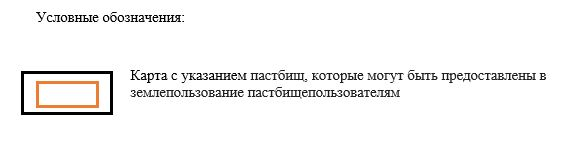 Условные обозначения:
Карта с указанием пастбищ, которые могут быть предоставлены в
землепользование пастбищепользователям